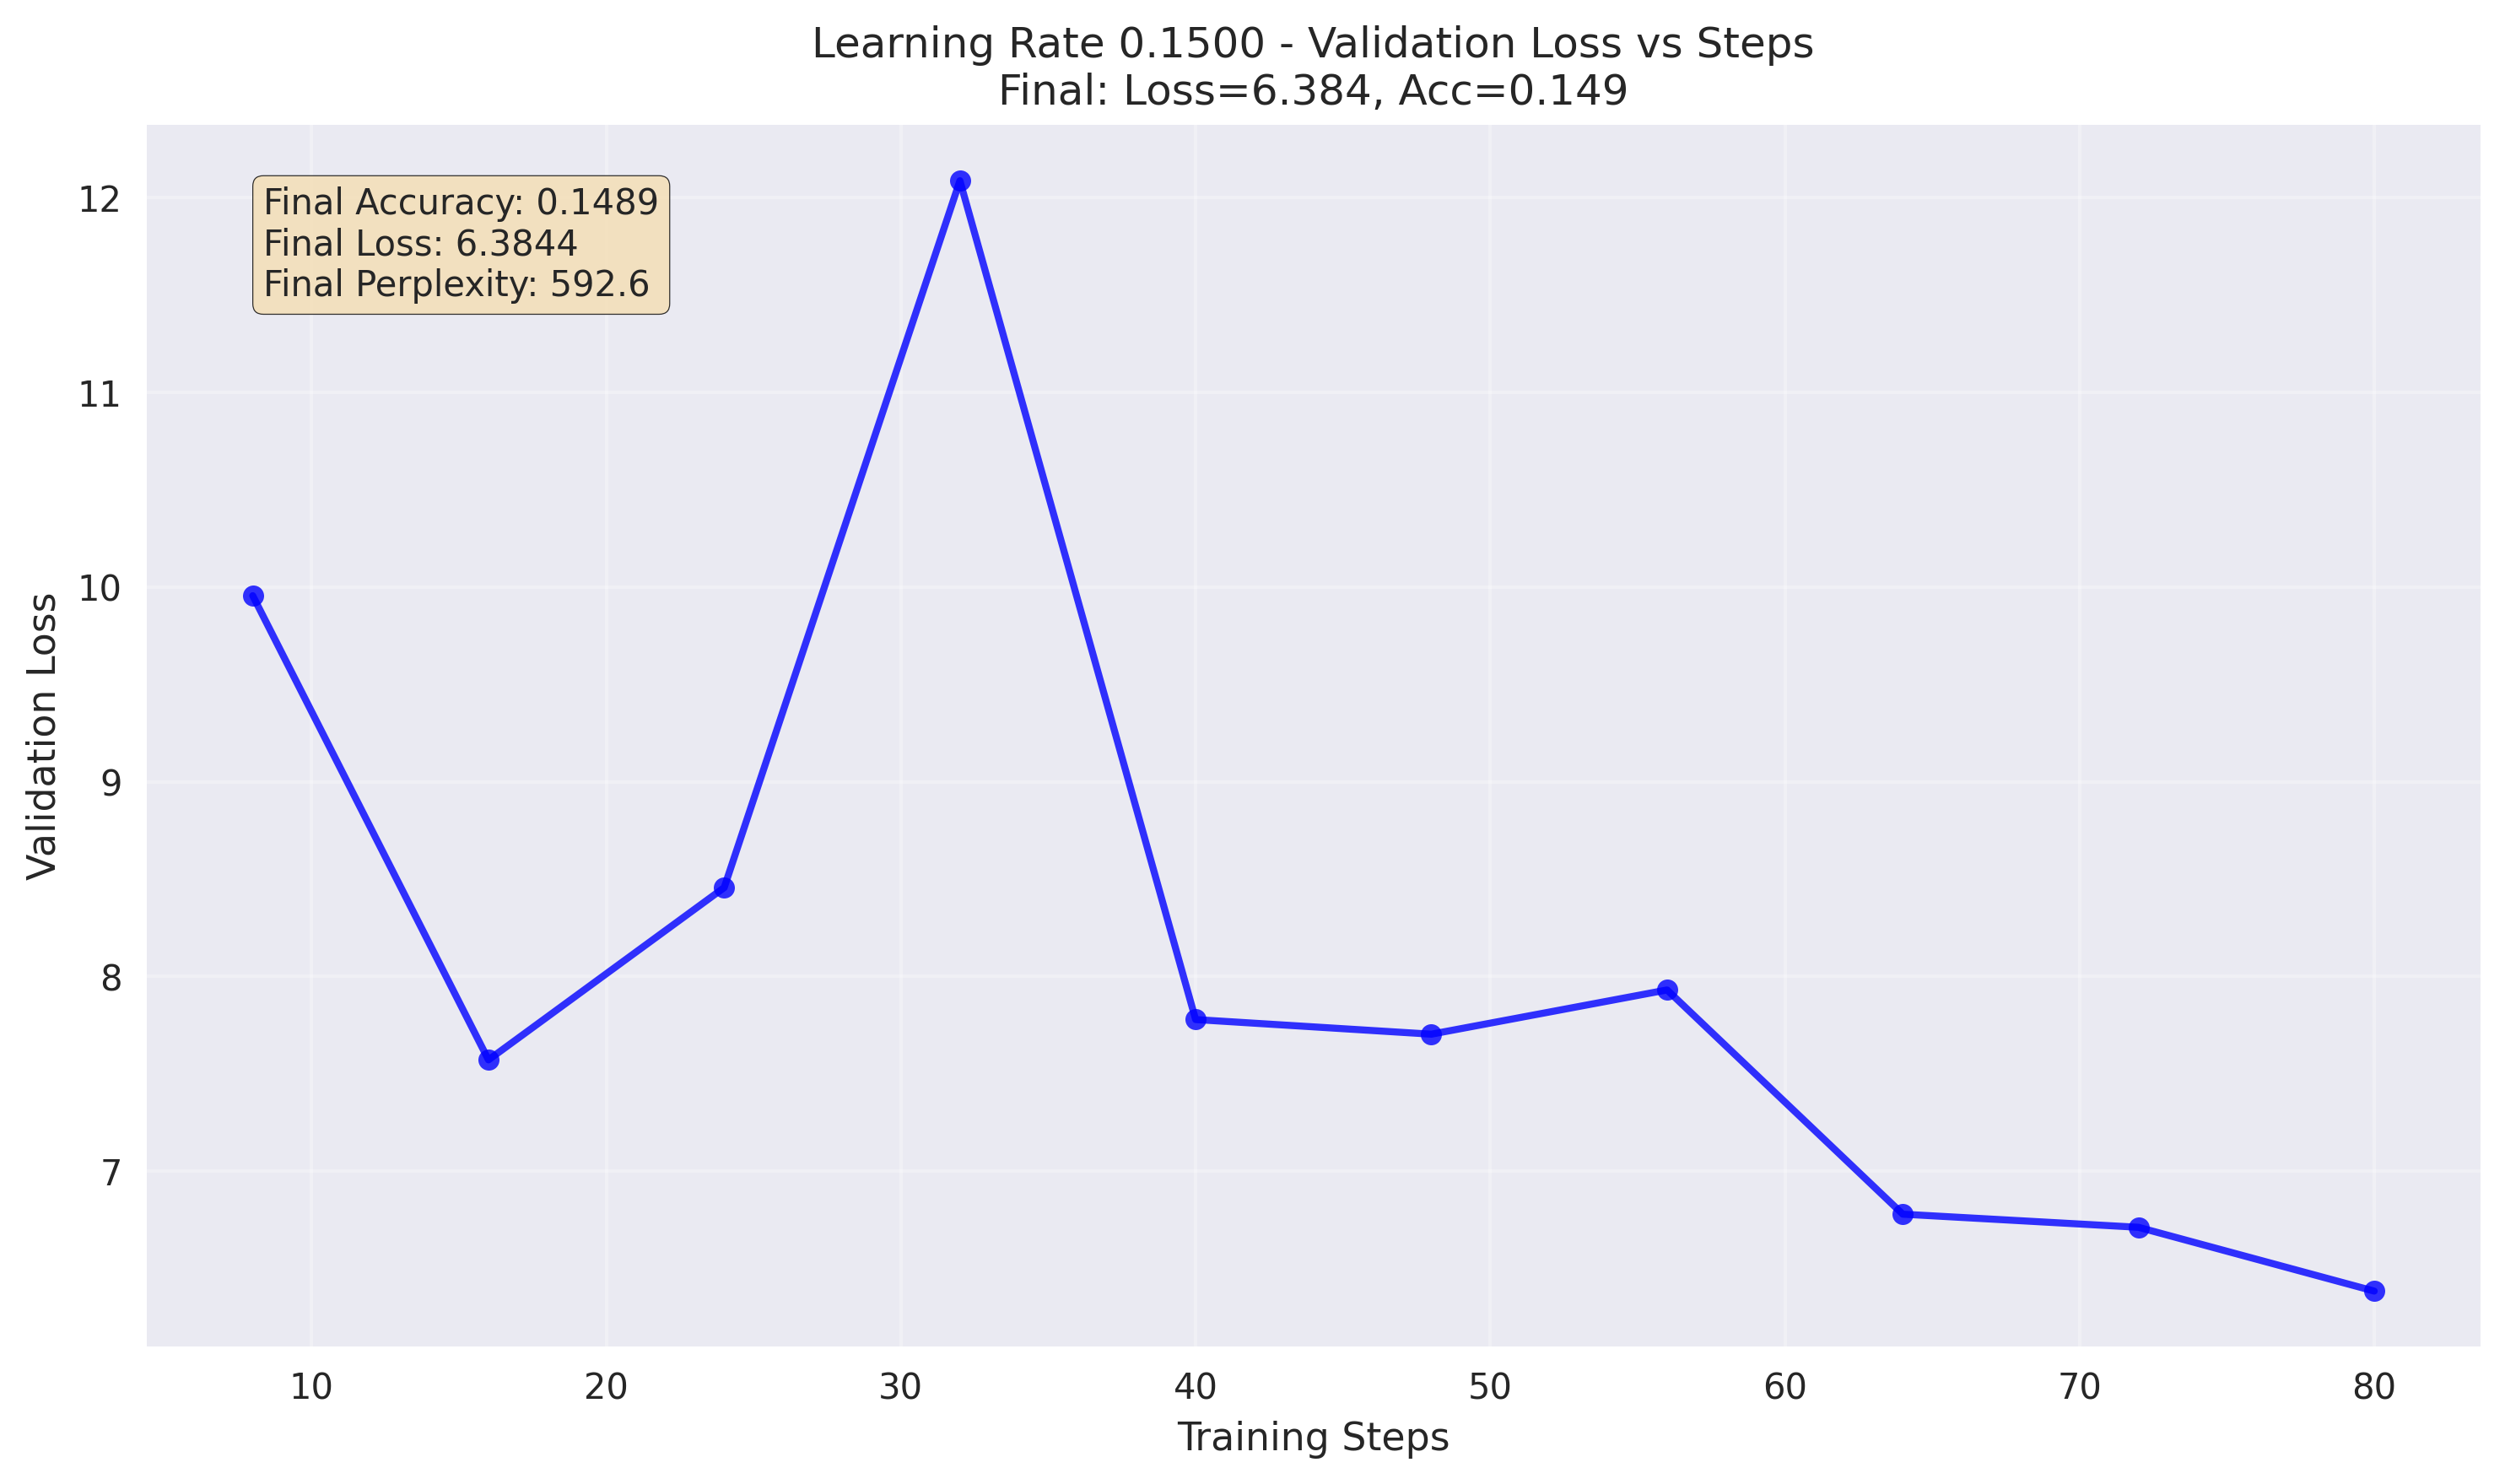 Learning Rate 0.1500 - Validation Loss vs Steps
Final: Loss=6.384, Acc=0.149
Final Accuracy: 0.1489
Final Loss: 6.3844
Final Perplexity: 592.6
Validation Loss
12
11
10
9
8
7
10 20 30 40 50 60 70 80
Training Steps